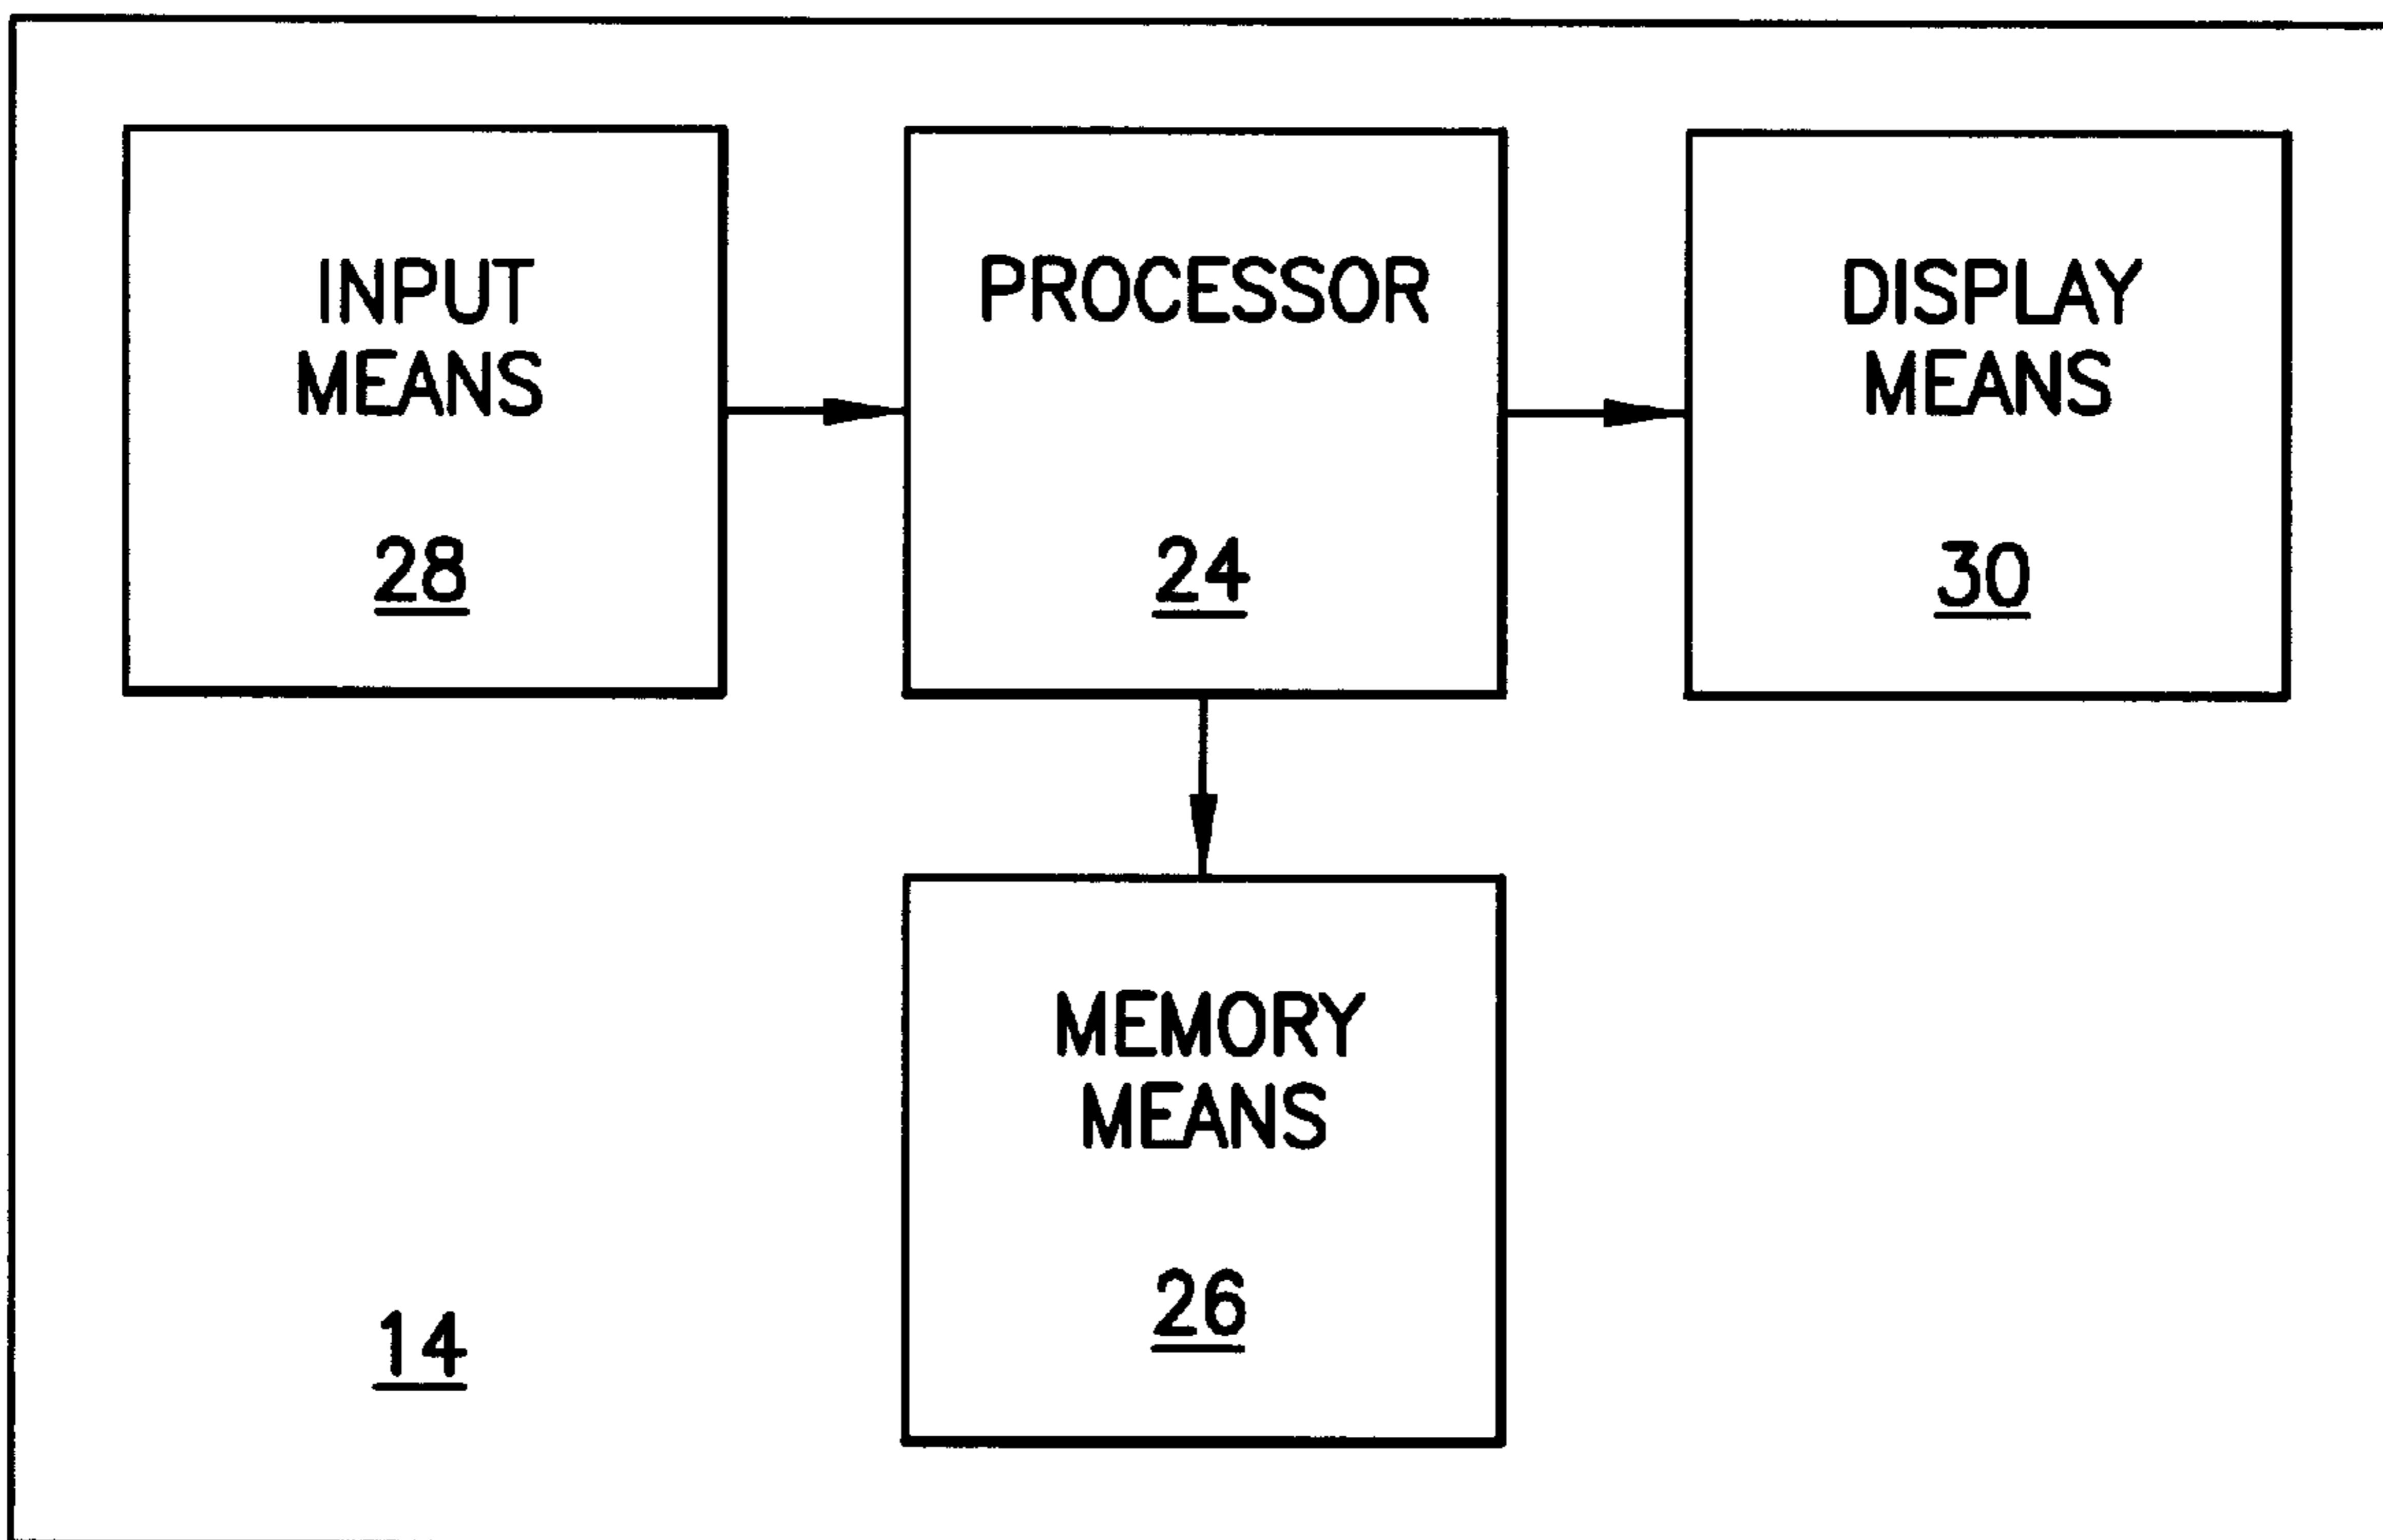 INPUT
MEANS
28
PROCESSOR
24
DISPLAY
MEANS
30
MEMORY
MEANS
26
14